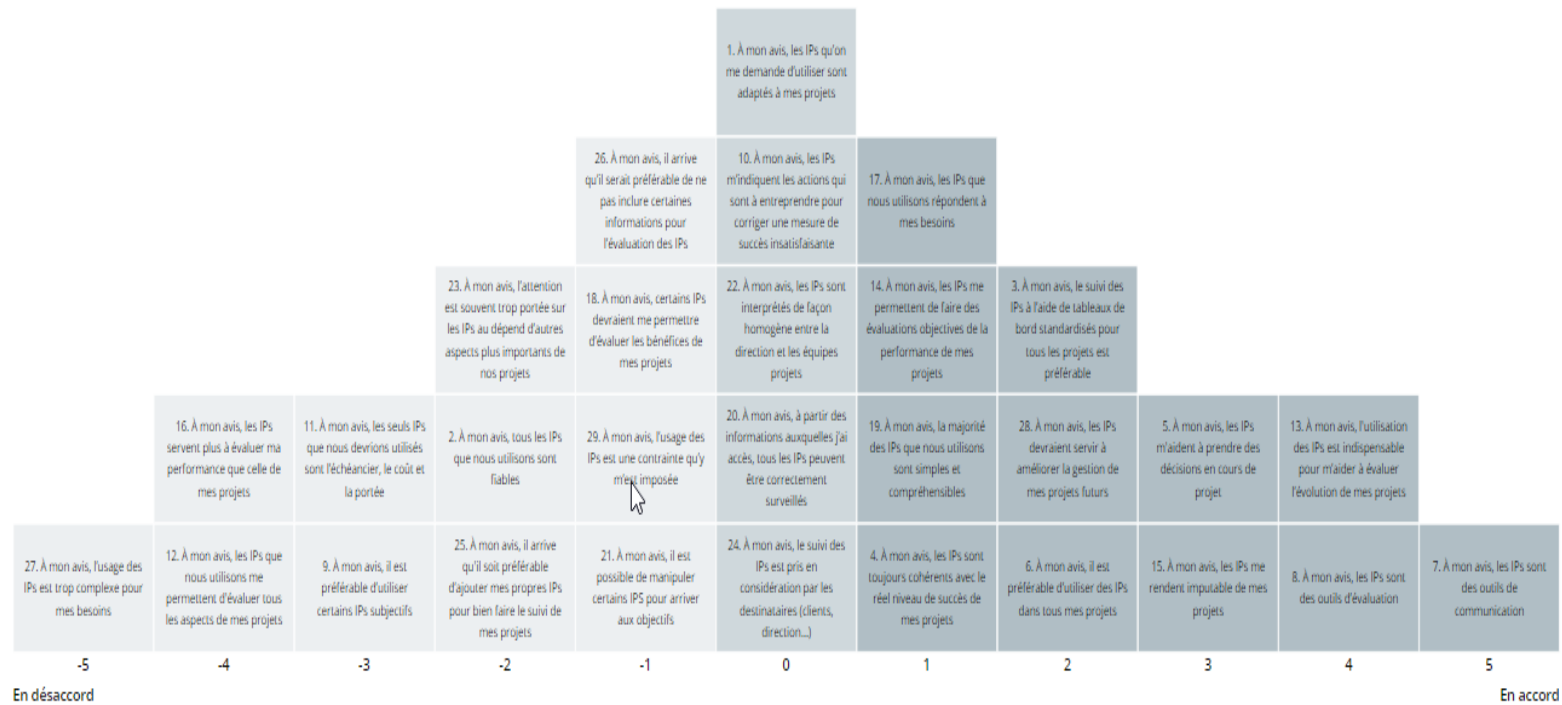 1. À mon avis, les IPs qu'on
me demande d'utiliser sont
adaptés à mes projets
26. À mon avis, il arrive
qu'il serait préférable de ne
pas inclure certaines
informations pour
l'évaluation des IPs
10. À mon avis, les IPs
m'indiquent les actions qui
sont à entreprendre pour
corriger une mesure de
succès insatisfaisante
17. À mon avis, les IPs que
nous utilisons répondent à
mes besoins
23. À mon avis, l'attention
est souvent trop portée sur
les IPs au dépend d'autres
aspects plus importants de
nos projets
18. À mon avis, certains IPs
devraient me permettre
d'évaluer les bénéfices de
mes projets
22. À mon avis, les IPs sont
interprétés de façon
homogène entre la
direction et les équipes
projets
14. À mon avis, les IPs me
permettent de faire des
évaluations objectives de la
performance de mes
projets
3. À mon avis, le suivi des
IPs à l'aide de tableaux de
bord standardisés pour
tous les projets est
préférable
16. À mon avis, les IPs
servent plus à évaluer ma
performance que celle de
mes projets
11. À mon avis, les seuls IPs
que nous devrions utilisés
sont l'échéancier, le coût et
la portée
2. À mon avis, tous les IPs
que nous utilisons sont
fiables
29. À mon avis, l'usage des
IPs est une contrainte qu'y
m'est imposée
20. À mon avis, à partir des
informations auxquelles j'ai
accès, tous les IPs peuvent
être correctement
surveillés
19. À mon avis, la majorité
des IPs que nous utilisons
sont simples et
compréhensibles
28. À mon avis, les IPs
devraient servir à
améliorer la gestion de
mes projets futurs
5. À mon avis, les IPs
m'aident à prendre des
décisions en cours de
projet
13. À mon avis, l'utilisation
des IPs est indispensable
pour m'aider à évaluer
l'évolution de mes projets
27. À mon avis, l'usage des
IPs est trop complexe pour
mes besoins
12. À mon avis, les IPs que
nous utilisons me
permettent d'évaluer tous
les aspects de mes projets
9. À mon avis, il est
préférable d'utiliser
certains IPs subjectifs
25. À mon avis, il arrive
qu'il soit préférable
d'ajouter mes propres IPs
pour bien faire le suivi de
mes projets
21. À mon avis, il est
possible de manipuler
certains IPS pour arriver
aux objectifs
24. À mon avis, le suivi des
IPs est pris en
considération par les
destinataires (clients,
direction...)
4. À mon avis, les IPs sont
toujours cohérents avec le
réel niveau de succès de
mes projets
6. À mon avis, il est
préférable d'utiliser des IPs
dans tous mes projets
15. À mon avis, les IPs me
rendent imputable de mes
projets
8. À mon avis, les IPs sont
des outils d'évaluation
7. À mon avis, les IPs sont
des outils de
communication
-5 -4 -3 -2 -1 0 1 2 3 4 5
En désaccord En accord